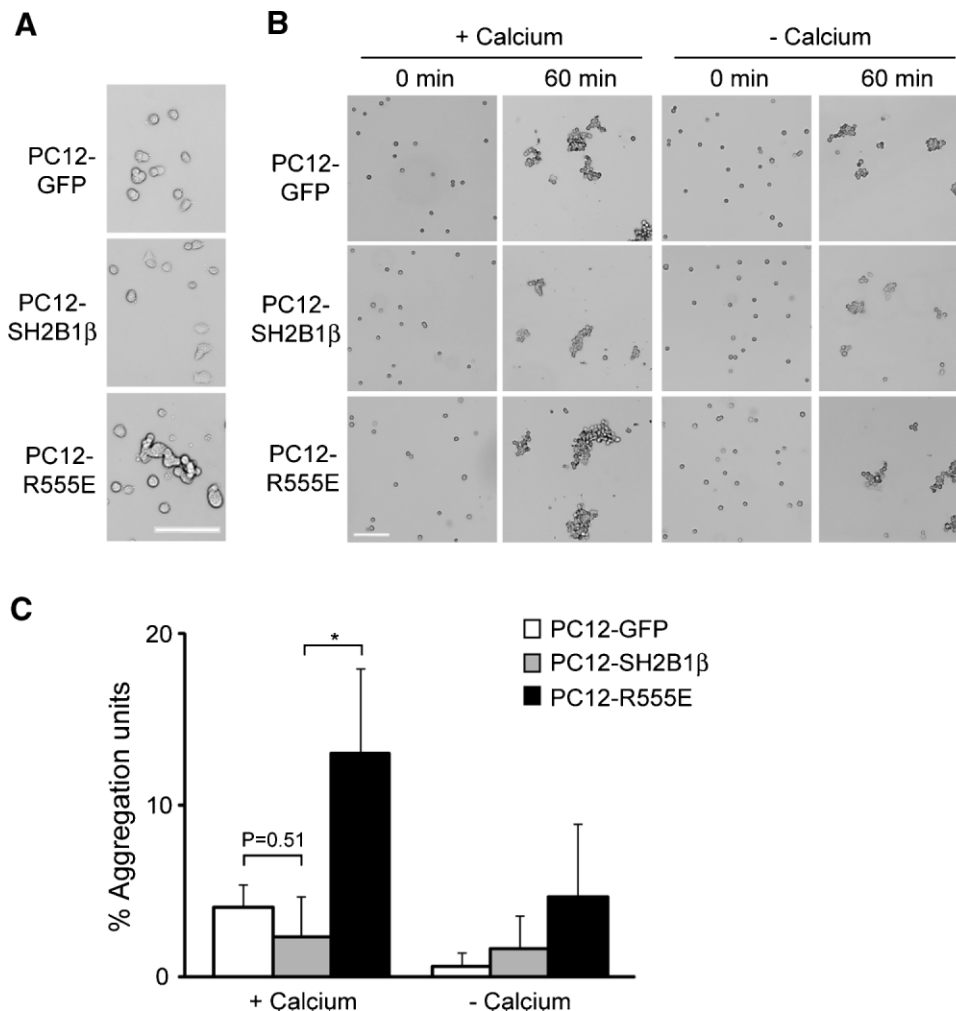 A
PC12-
GFP
PC12-
SH2B1β
PC12-
R555E
B
+ Calcium
- Calcium
0 min
60 min
0 min
60 min
PC12-
GFP
PC12-
SH2B1β
PC12-
R555E
C
% Aggregation units
20
10
0
P=0.51
*
PC12-GFP
PC12-SH2B1β
PC12-R555E
+ Calcium
- Calcium